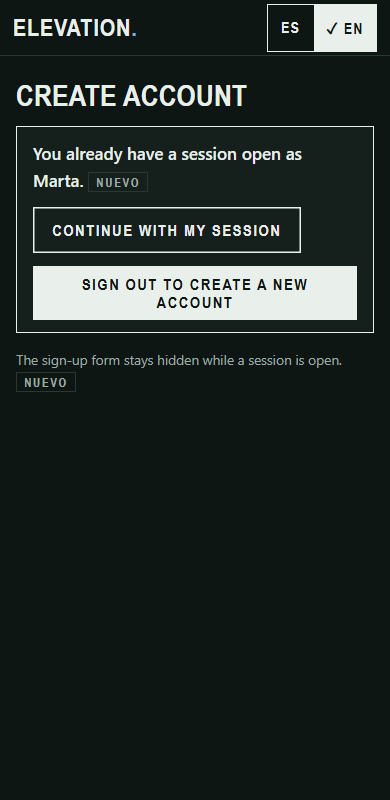 ELEVATION.
ES
✓ EN
CREATE ACCOUNT
You already have a session open as
Marta. NUEVO
CONTINUE WITH MY SESSION
SIGN OUT TO CREATE A NEW
ACCOUNT
The sign-up form stays hidden while a session is open.
NUEVO